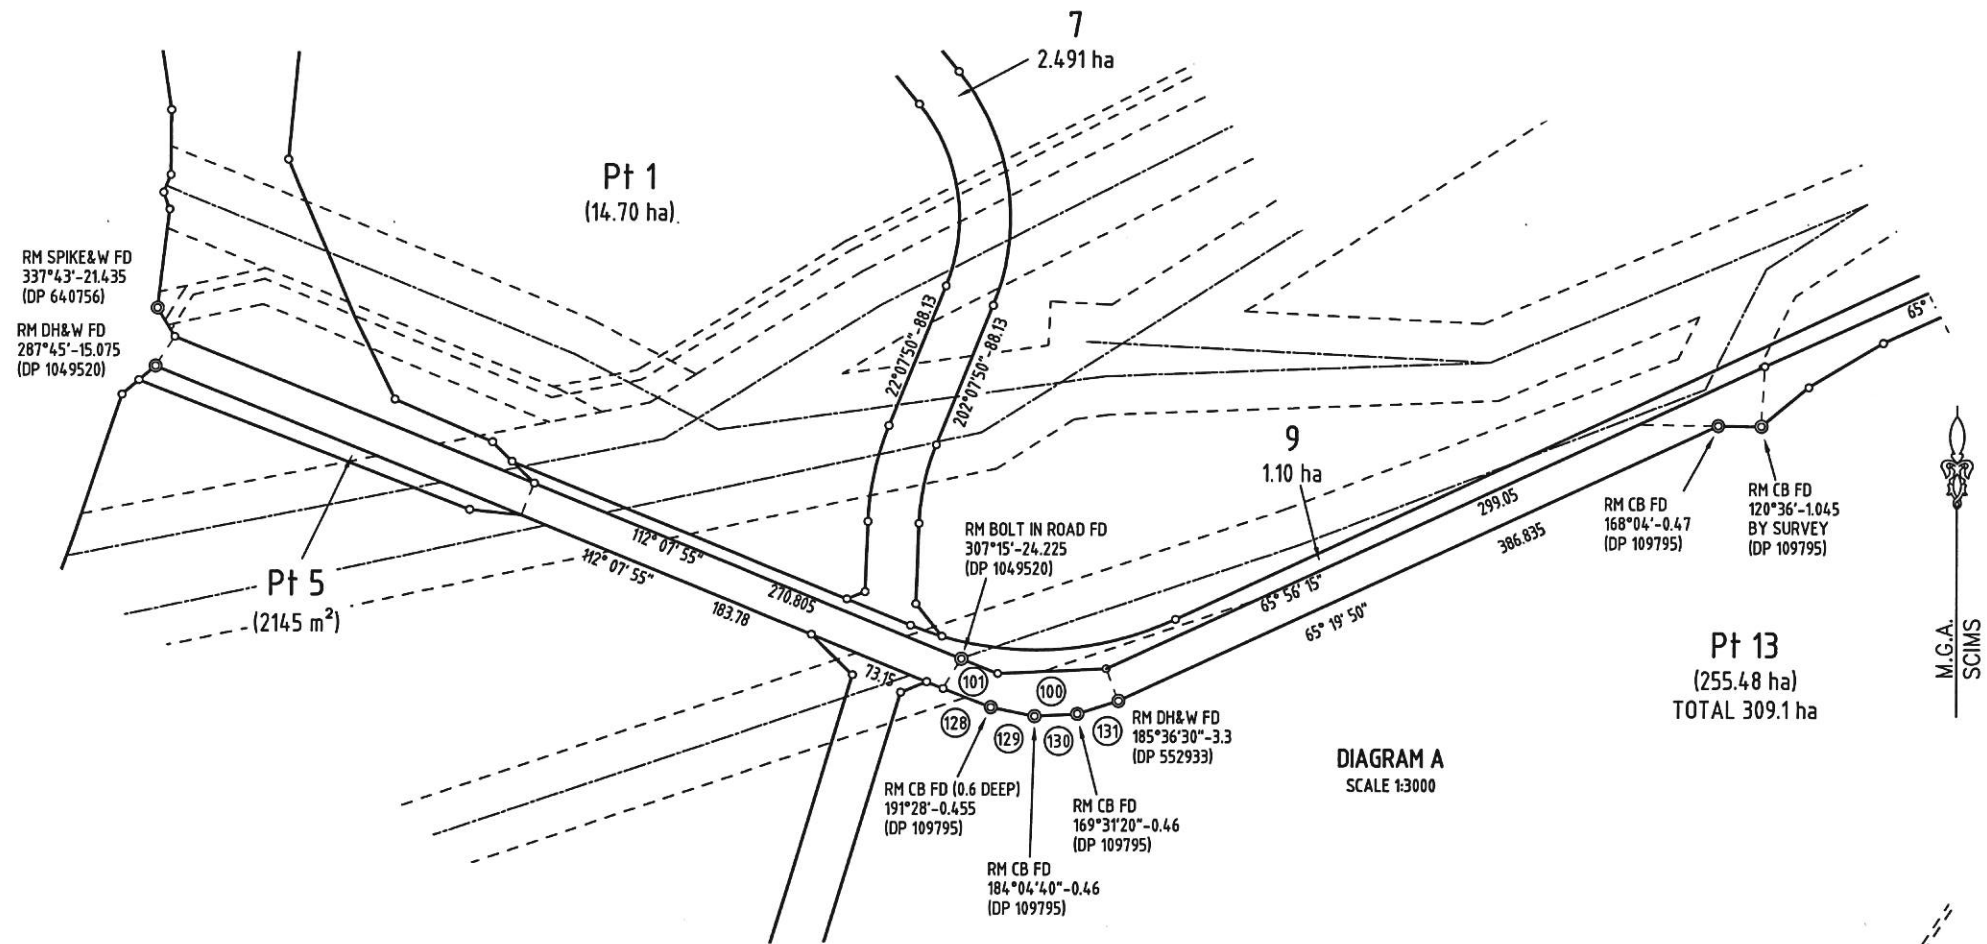 7
2.491 ha
Pt 1
(14.70 ha)
RM SPIKE&W FD
337°43'-21.435
(DP 640756)
RM DH&W FD
287°45'-15.075
(DP 1049520)
22°07'50"-88.13
202°07'50"-88.13
65°
9
1.10 ha
299.05
386.835
RM CB FD
168°04'-0.47
(DP 109795)
RM CB FD
120°36'-1.045
BY SURVEY
(DP 109795)
RM BOLT IN ROAD FD
307°15'-24.225
(DP 1049520)
112° 07' 55"
112° 07' 55"
270.805
183.78
Pt 5
(2145 m²)
65° 56' 15"
65° 19' 50"
73.15
101
100
128
129
130
131
RM DH&W FD
185°36'30"-3.3
(DP 552933)
Pt 13
(255.48 ha)
TOTAL 309.1 ha
M.G.A.
SCIMS
DIAGRAM A
SCALE 1:3000
RM CB FD (0.6 DEEP)
191°28'-0.455
(DP 109795)
RM CB FD
169°31'20"-0.46
(DP 109795)
RM CB FD
184°04'40"-0.46
(DP 109795)